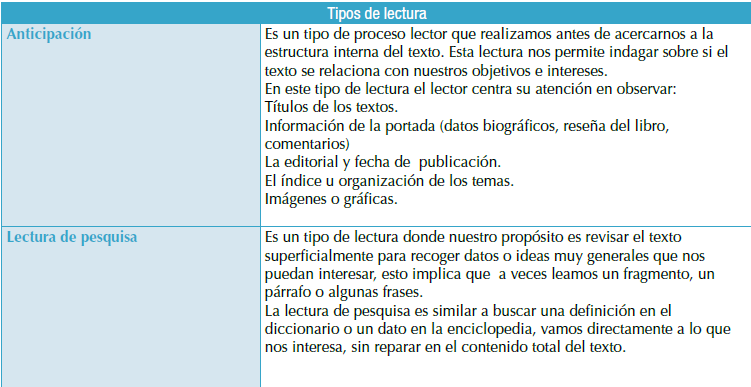 Tipos de lectura
Anticipación
Es un tipo de proceso lector que realizamos antes de acercarnos a la
estructura interna del texto. Esta lectura nos permite indagar sobre si el
texto se relaciona con nuestros objetivos e intereses.
En este tipo de lectura el lector centra su atención en observar:
Títulos de los textos.
Información de la portada (datos biográficos, reseña del libro,
comentarios)
La editorial y fecha de  publicación.
El índice u organización de los temas.
Imágenes o gráficas.
Lectura de pesquisa
Es un tipo de lectura donde nuestro propósito es revisar el texto
superficialmente para recoger datos o ideas muy generales que nos
puedan interesar, esto implica que  a veces leamos un fragmento, un
párrafo o algunas frases.
La lectura de pesquisa es similar a buscar una definición en el
diccionario o un dato en la enciclopedia, vamos directamente a lo que
nos interesa, sin reparar en el contenido total del texto.